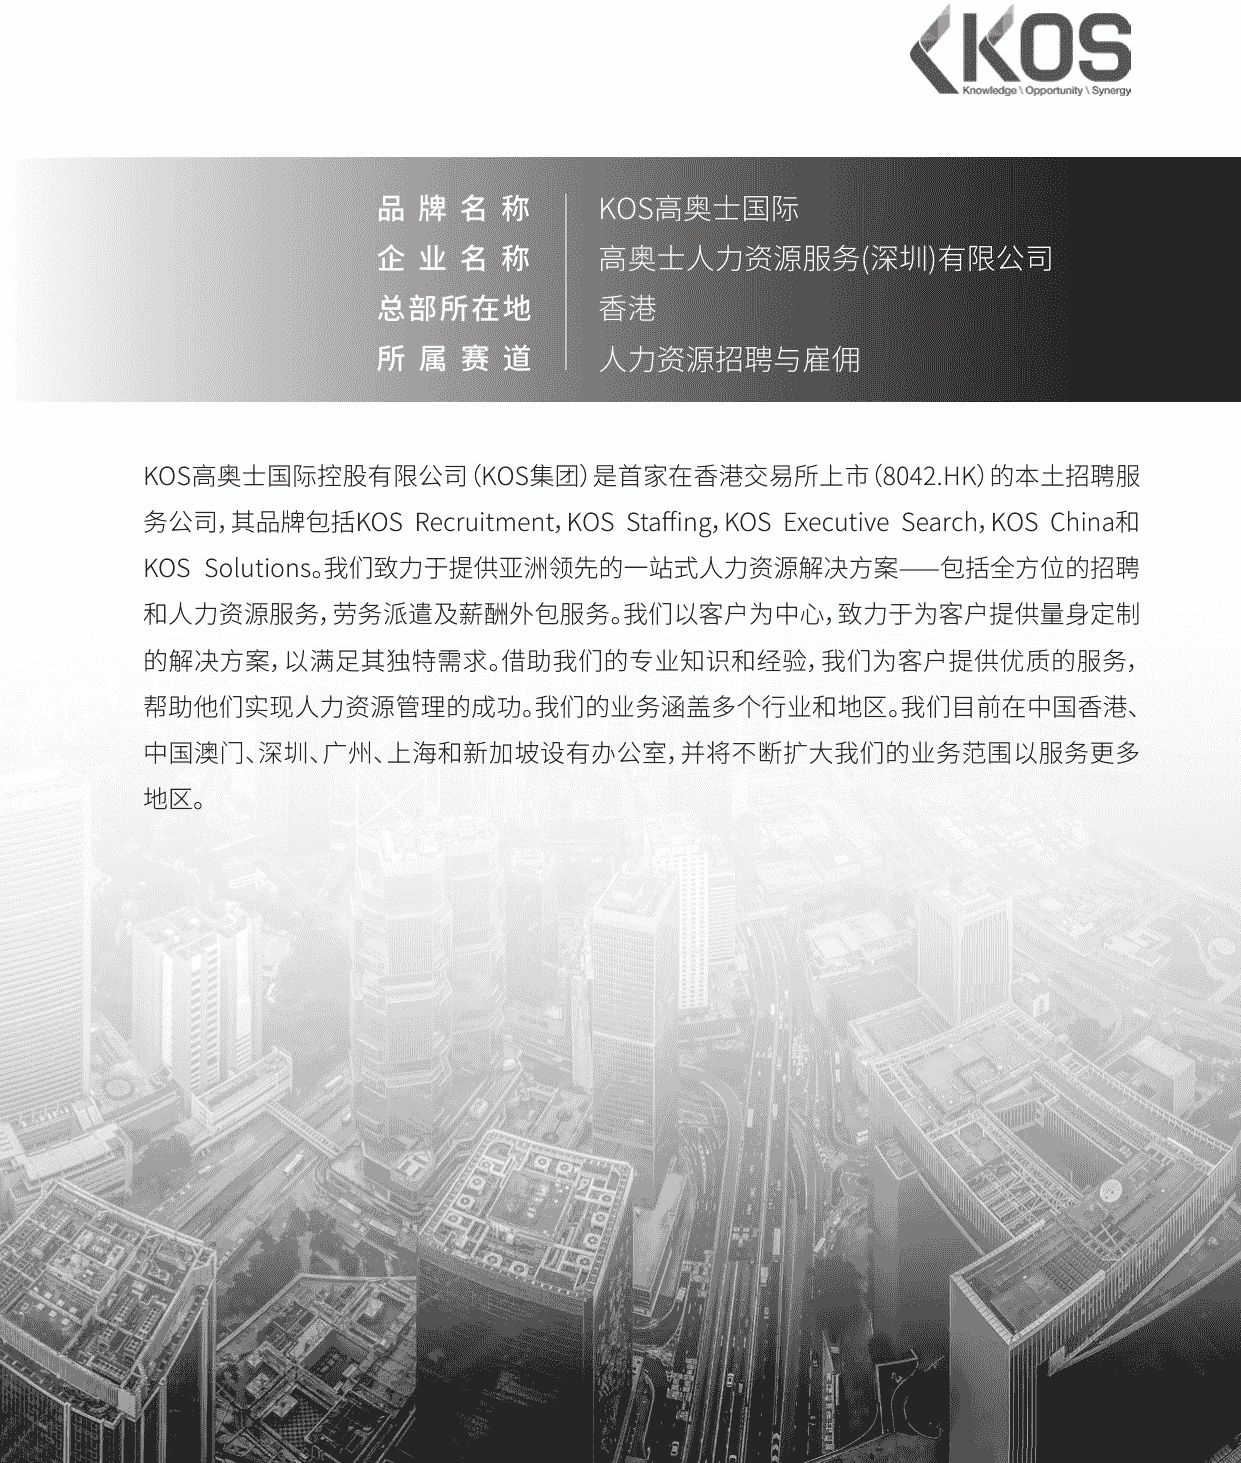 KOS
Knowledge \ Opportunity \ Synergy
品牌名称 KOS高奥士国际
企业名称 高奥士人力资源服务(深圳)有限公司
总部所在地 香港
所属赛道 人力资源招聘与雇佣
KOS高奥士国际控股有限公司（KOS集团）是首家在香港交易所上市（8042.HK）的本土招聘服
务公司，其品牌包括KOS Recruitment，KOS Staffing，KOS Executive Search，KOS China和
KOS Solutions。我们致力于提供亚洲领先的一站式人力资源解决方案——包括全方位的招聘
和人力资源服务，劳务派遣及薪酬外包服务。我们以客户为中心，致力于为客户提供量身定制
的解决方案，以满足其独特需求。借助我们的专业知识和经验，我们为客户提供优质的服务，
帮助他们实现人力资源管理的成功。我们的业务涵盖多个行业和地区。我们目前在中国香港、
中国澳门、深圳、广州、上海和新加坡设有办公室，并将不断扩大我们的业务范围以服务更多
地区。